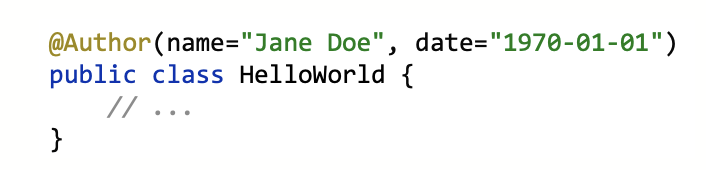 @Author(name="Jane Doe", date="1970-01-01")
public class HelloWorld {
    // ...
}